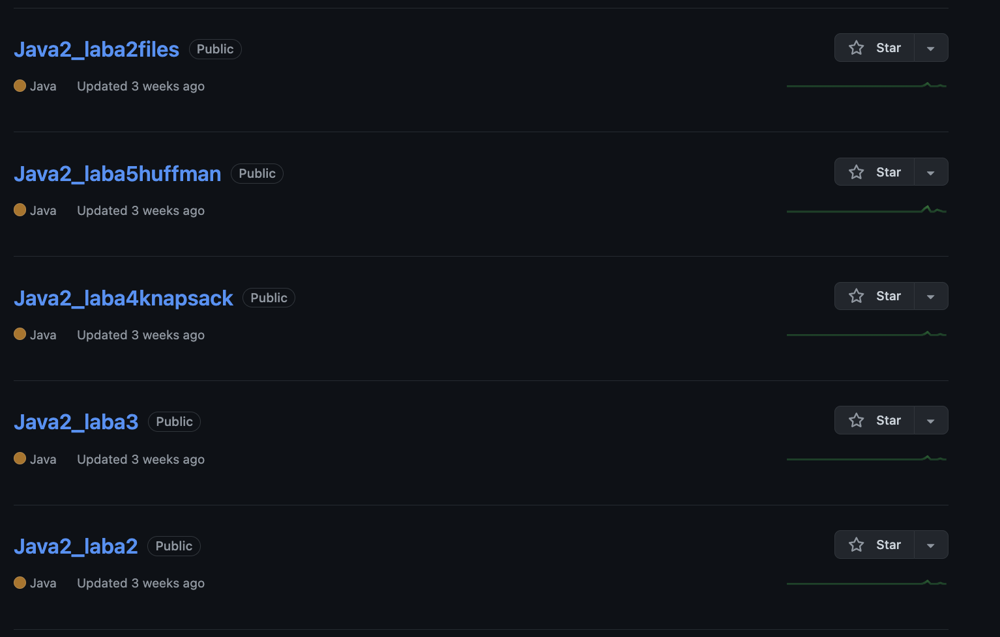 Java2_laba2files Public Star
Java Updated 3 weeks ago
Java2_laba5huffman Public Star
Java Updated 3 weeks ago
Java2_laba4knapsack Public Star
Java Updated 3 weeks ago
Java2_laba3 Public Star
Java Updated 3 weeks ago
Java2_laba2 Public Star
Java Updated 3 weeks ago